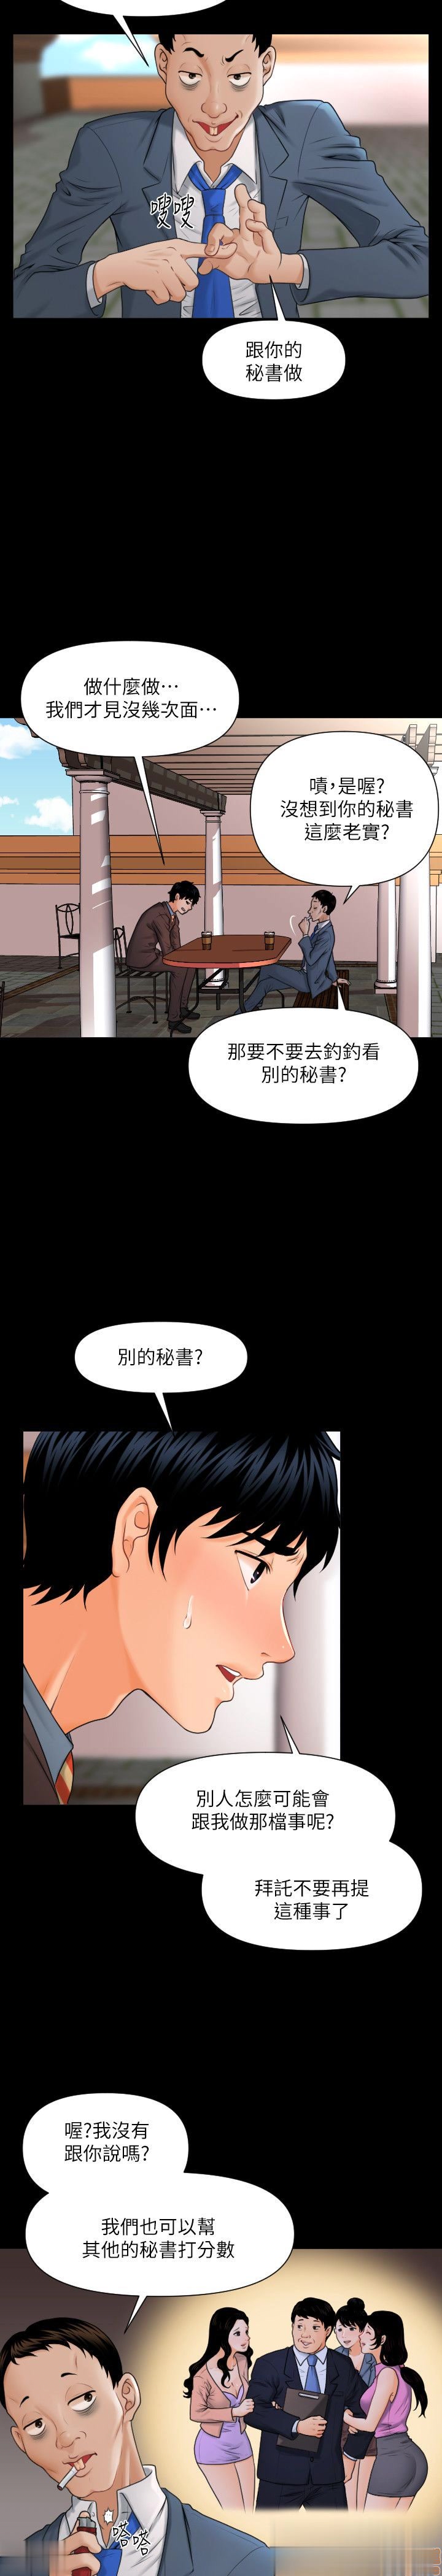 嗖嗖
跟你的
秘書做
做什麼做…
我們才見沒幾次面…
嘖,是喔?
沒想到你的秘書
這麼老實?
那要不要去釣釣看
別的秘書?
別的秘書?
別人怎麼可能會
跟我做那檔事呢?
拜託不要再提
這種事了
喔?我沒有
跟你說嗎?
我們也可以幫
其他的秘書打分數
嗒嗒